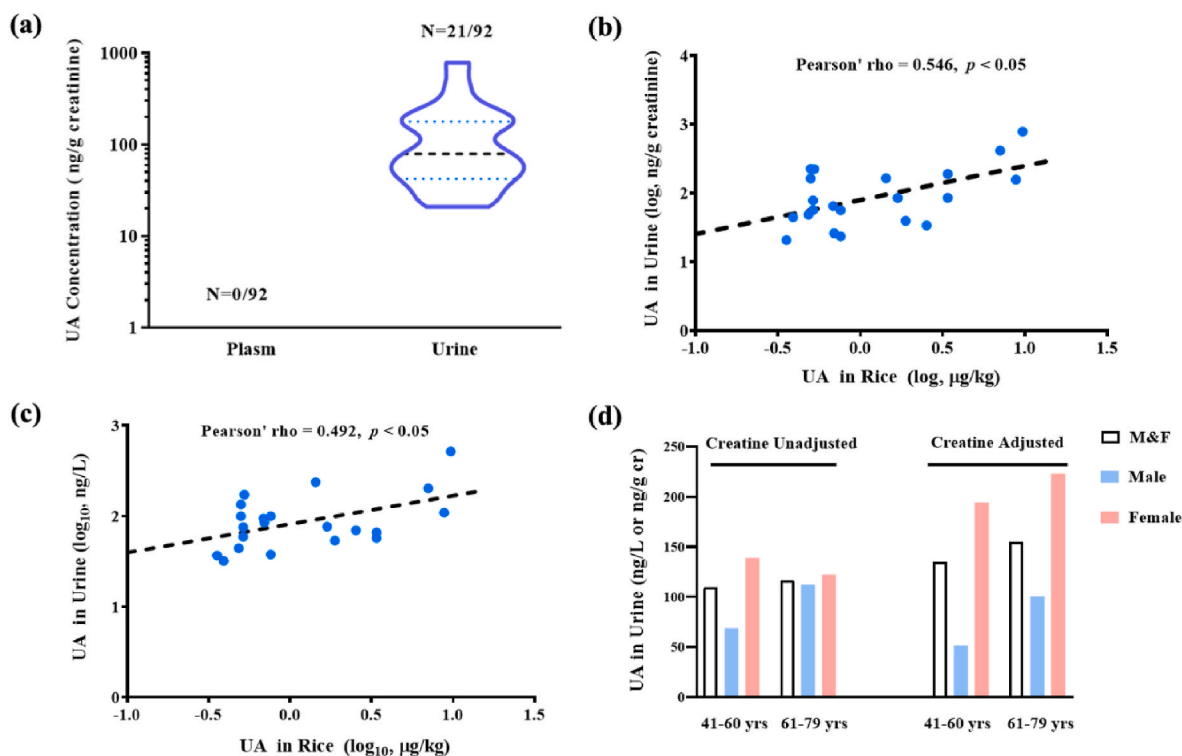 (a)
N=21/92
1000
100
10
1
UA Concentration ( ng/g creatinine)
N=0/92
Plasm
Urine
(b)
Pearson' rho = 0.546, p < 0.05
4
3
2
1
0
UA in Urine (log, ng/g creatinine)
-1.0 -0.5 0.0 0.5 1.0 1.5
UA in Rice (log, µg/kg)
(c)
Pearson' rho = 0.492, p < 0.05
3
2
1
0
UA in Urine (log₁₀, ng/L)
-1.0 -0.5 0.0 0.5 1.0 1.5
UA in Rice (log₁₀, µg/kg)
(d)
Creatine Unadjusted
Creatine Adjusted
M&F
Male
Female
250
200
150
100
50
0
UA in Urine (ng/L or ng/g cr)
41-60 yrs 61-79 yrs 41-60 yrs 61-79 yrs